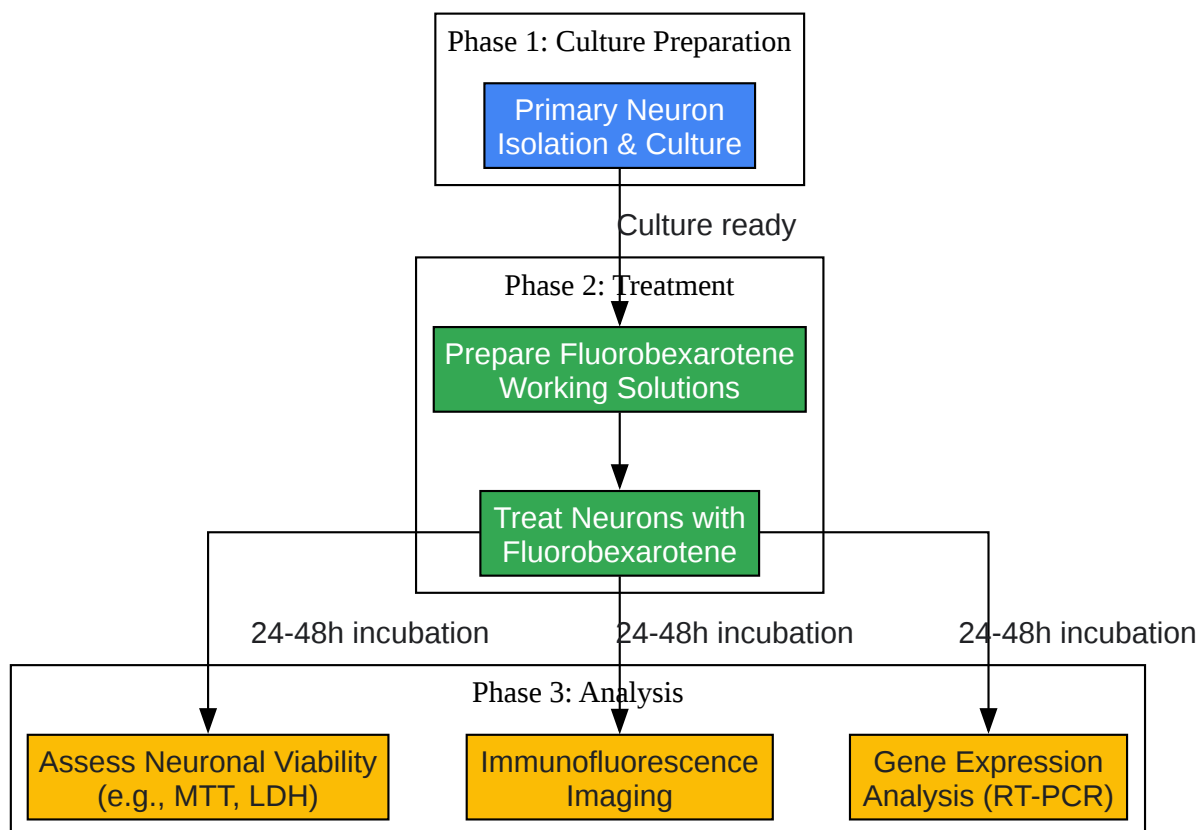 Phase 1: Culture Preparation
Primary Neuron
Isolation & Culture
Culture ready
Phase 2: Treatment
Prepare Fluorobexarotene
Working Solutions
Treat Neurons with
Fluorobexarotene
24-48h incubation
24-48h incubation
24-48h incubation
Phase 3: Analysis
Assess Neuronal Viability
(e.g., MTT, LDH)
Immunofluorescence
Imaging
Gene Expression
Analysis (RT-PCR)